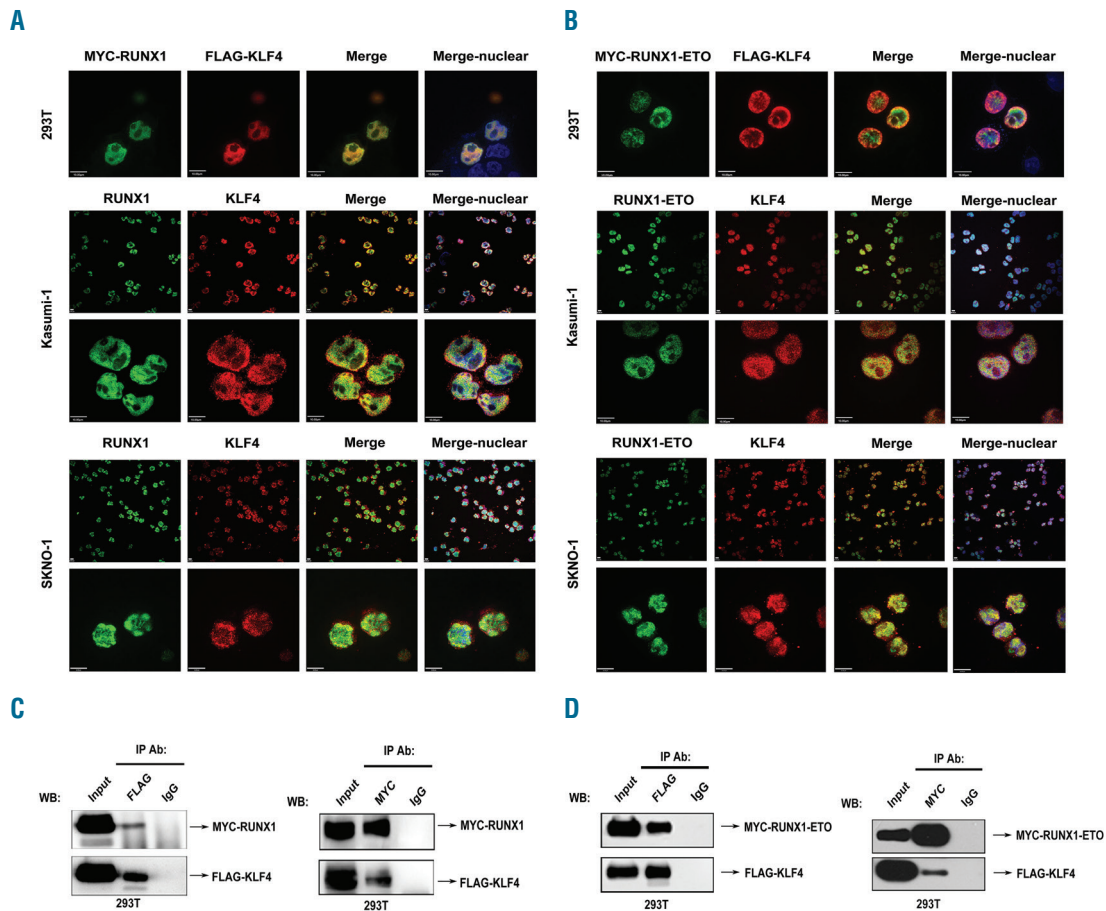 A
MYC-RUNX1 FLAG-KLF4 Merge Merge-nuclear
293T
RUNX1 KLF4 Merge Merge-nuclear
Kasumi-1
RUNX1 KLF4 Merge Merge-nuclear
SKNO-1
B
MYC-RUNX1-ETO FLAG-KLF4 Merge Merge-nuclear
293T
RUNX1-ETO KLF4 Merge Merge-nuclear
Kasumi-1
RUNX1-ETO KLF4 Merge Merge-nuclear
SKNO-1
C
IP Ab:
WB: Input FLAG IgG
MYC-RUNX1
FLAG-KLF4
293T
IP Ab:
WB: Input MYC IgG
MYC-RUNX1
FLAG-KLF4
293T
D
IP Ab:
WB: Input FLAG IgG
MYC-RUNX1-ETO
FLAG-KLF4
293T
IP Ab:
WB: Input MYC IgG
MYC-RUNX1-ETO
FLAG-KLF4
293T